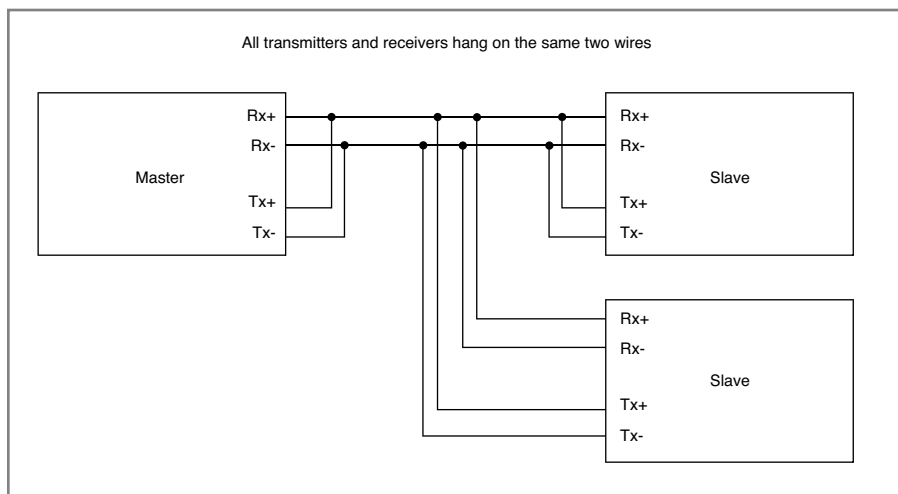 All transmitters and receivers hang on the same two wires
Rx+
Rx-
Master
Tx+
Tx-
Rx+
Rx-
Slave
Tx+
Tx-
Rx+
Rx-
Slave
Tx+
Tx-